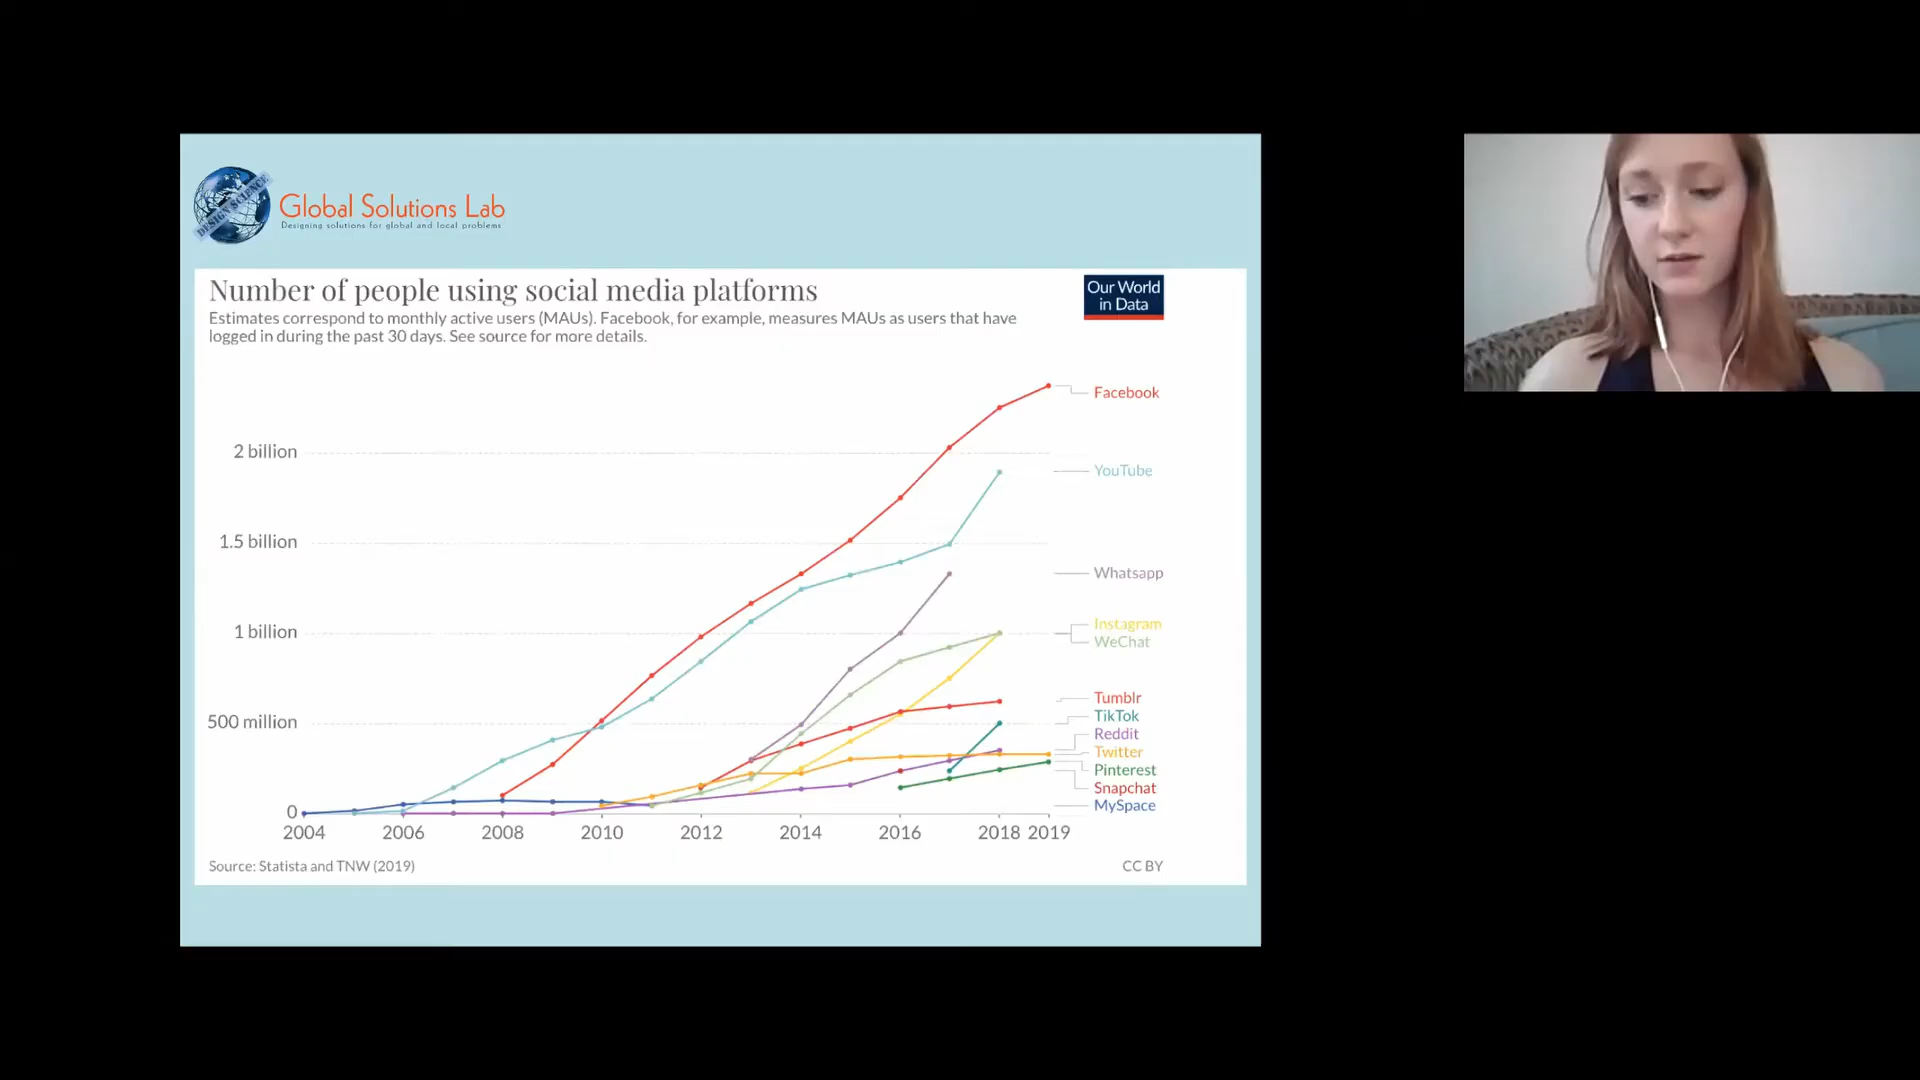 DESIGN SCIENCE
Global Solutions Lab
Designing solutions for global and local problems
Number of people using social media platforms
Our World
in Data
Estimates correspond to monthly active users (MAUs). Facebook, for example, measures MAUs as users that have
logged in during the past 30 days. See source for more details.
Facebook
2 billion
YouTube
1.5 billion
Whatsapp
1 billion
Instagram
WeChat
Tumblr
500 million
TikTok
Reddit
Twitter
Pinterest
Snapchat
MySpace
0
2004 2006 2008 2010 2012 2014 2016 2018 2019
Source: Statista and TNW (2019)
CC BY